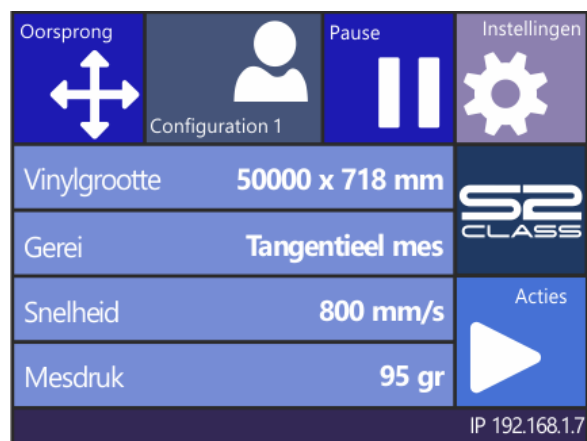 Oorsprong
Configuration 1
Pause
Instellingen
Vinylgrootte 50000 x 718 mm
S2
CLASS
Gerei Tangentieel mes
Snelheid 800 mm/s
Acties
Mesdruk 95 gr
IP 192.168.1.7